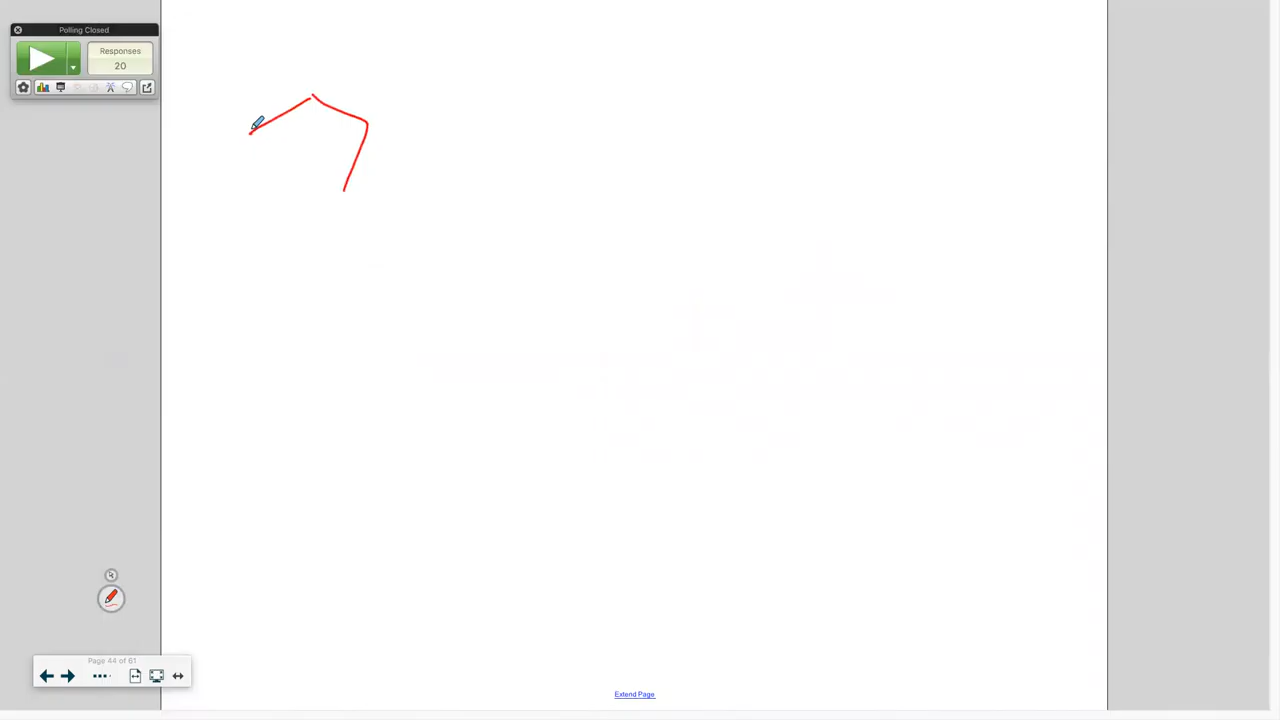 Polling Closed
Responses
20
Page 44 of 61
Extend Page